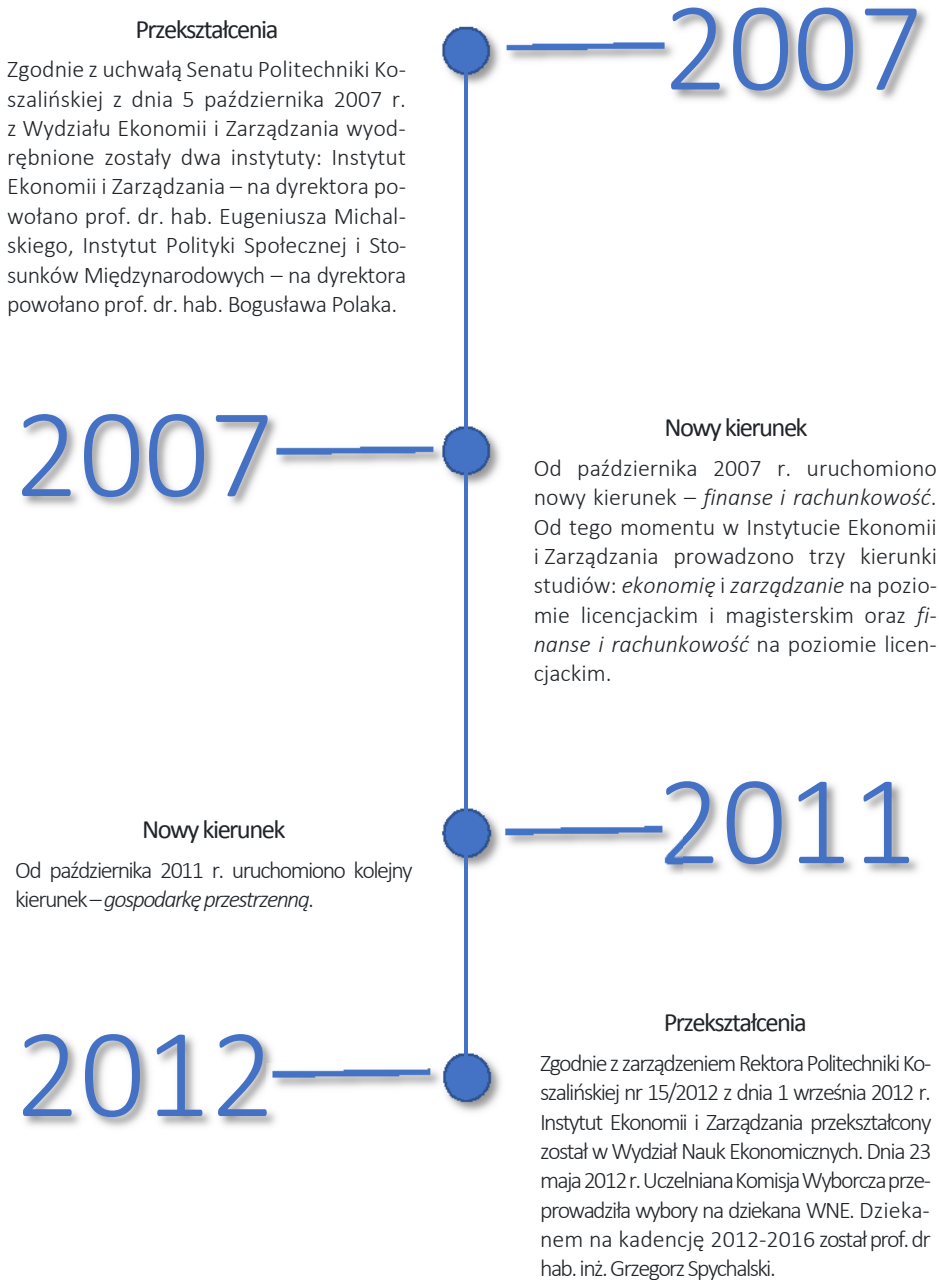 Przekształcenia
2007
Zgodnie z uchwałą Senatu Politechniki Ko-
szalińskiej z dnia 5 października 2007 r.
z Wydziału Ekonomii i Zarządzania wyod-
rębnione zostały dwa instytuty: Instytut
Ekonomii i Zarządzania – na dyrektora po-
wołano prof. dr. hab. Eugeniusza Michal-
skiego, Instytut Polityki Społecznej i Sto-
sunków Międzynarodowych – na dyrektora
powołano prof. dr. hab. Bogusława Polaka.
2007
Nowy kierunek
Od października 2007 r. uruchomiono
nowy kierunek – finanse i rachunkowość.
Od tego momentu w Instytucie Ekonomii
i Zarządzania prowadzono trzy kierunki
studiów: ekonomię i zarządzanie na pozio-
mie licencjackim i magisterskim oraz fi-
nanse i rachunkowość na poziomie licen-
cjackim.
2011
Nowy kierunek
Od października 2011 r. uruchomiono kolejny
kierunek – gospodarkę przestrzenną.
2012
Przekształcenia
Zgodnie z zarządzeniem Rektora Politechniki Ko-
szalińskiej nr 15/2012 z dnia 1 września 2012 r.
Instytut Ekonomii i Zarządzania przekształcony
został w Wydział Nauk Ekonomicznych. Dnia 23
maja 2012 r. Uczelniana Komisja Wyborcza prze-
prowadziła wybory na dziekana WNE. Dzieka-
nem na kadencję 2012-2016 został prof. dr
hab. inż. Grzegorz Spychalski.